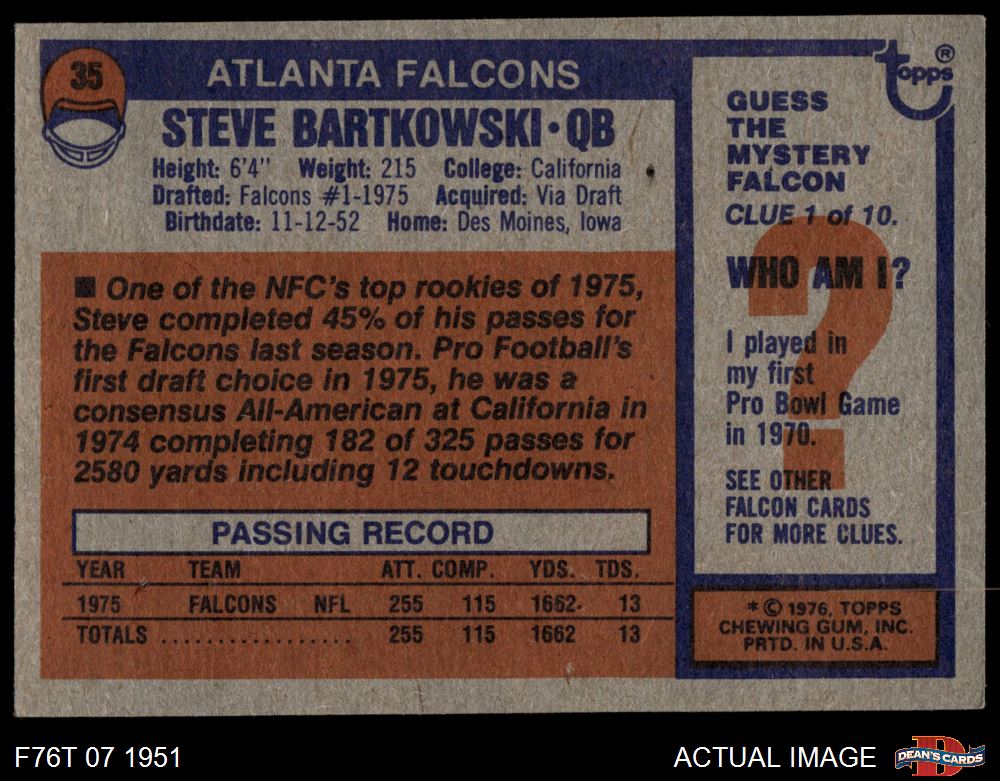 35
ATLANTA FALCONS
STEVE BARTKOWSKI • QB
Height: 6'4" Weight: 215 College: California
Drafted: Falcons #1-1975 Acquired: Via Draft
Birthdate: 11-12-52 Home: Des Moines, Iowa
■ One of the NFC's top rookies of 1975,
Steve completed 45% of his passes for
the Falcons last season. Pro Football's
first draft choice in 1975, he was a
consensus All-American at California in
1974 completing 182 of 325 passes for
2580 yards including 12 touchdowns.
PASSING RECORD
YEAR TEAM ATT. COMP. YDS. TDS.
1975 FALCONS NFL 255 115 1662 13
TOTALS .................. 255 115 1662 13
topps®
GUESS
THE
MYSTERY
FALCON
CLUE 1 of 10.
?
WHO AM I?
I played in
my first
Pro Bowl Game
in 1970.
SEE OTHER
FALCON CARDS
FOR MORE CLUES.
* © 1976, TOPPS
CHEWING GUM, INC.
PRTD. IN U.S.A.
F76T 07 1951
ACTUAL IMAGE
D
DEAN'S CARDS